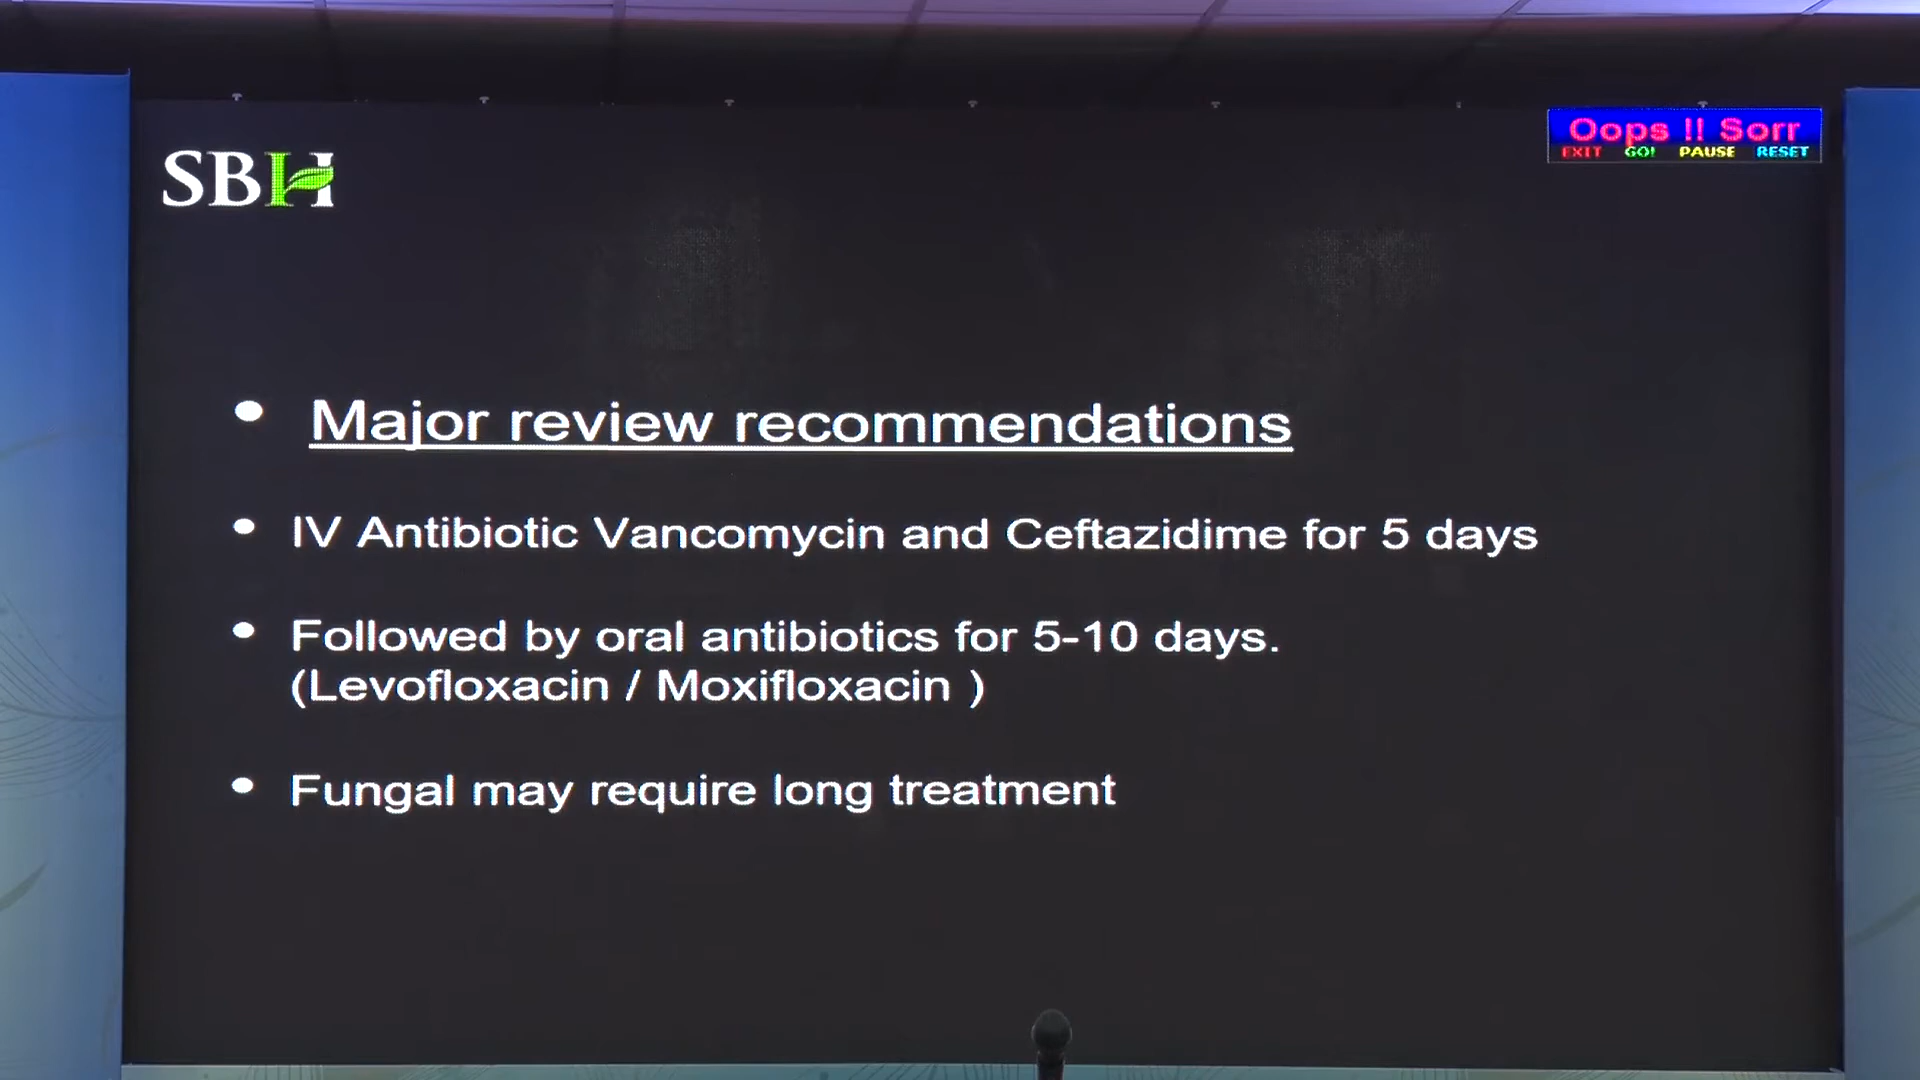 SBH
Oops !! Sorr
EXIT GO! PAUSE RESET
Major review recommendations
IV Antibiotic Vancomycin and Ceftazidime for 5 days
Followed by oral antibiotics for 5-10 days.
(Levofloxacin / Moxifloxacin )
Fungal may require long treatment